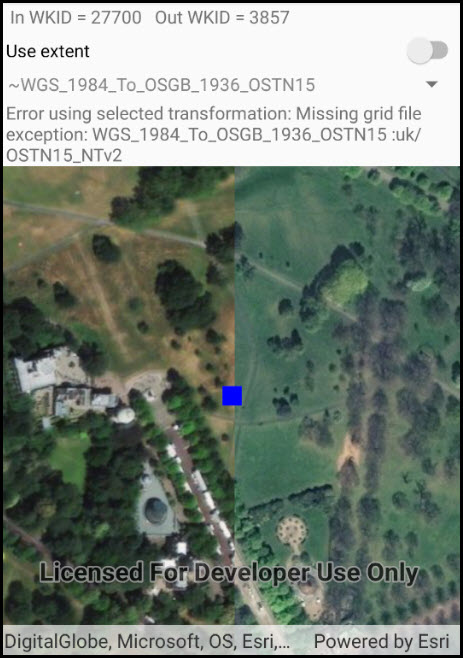 In WKID = 27700 Out WKID = 3857
Use extent
~WGS_1984_To_OSGB_1936_OSTN15
Error using selected transformation: Missing grid file
exception: WGS_1984_To_OSGB_1936_OSTN15 :uk/
OSTN15_NTv2
Licensed For Developer Use Only
DigitalGlobe, Microsoft, OS, Esri,... Powered by Esri